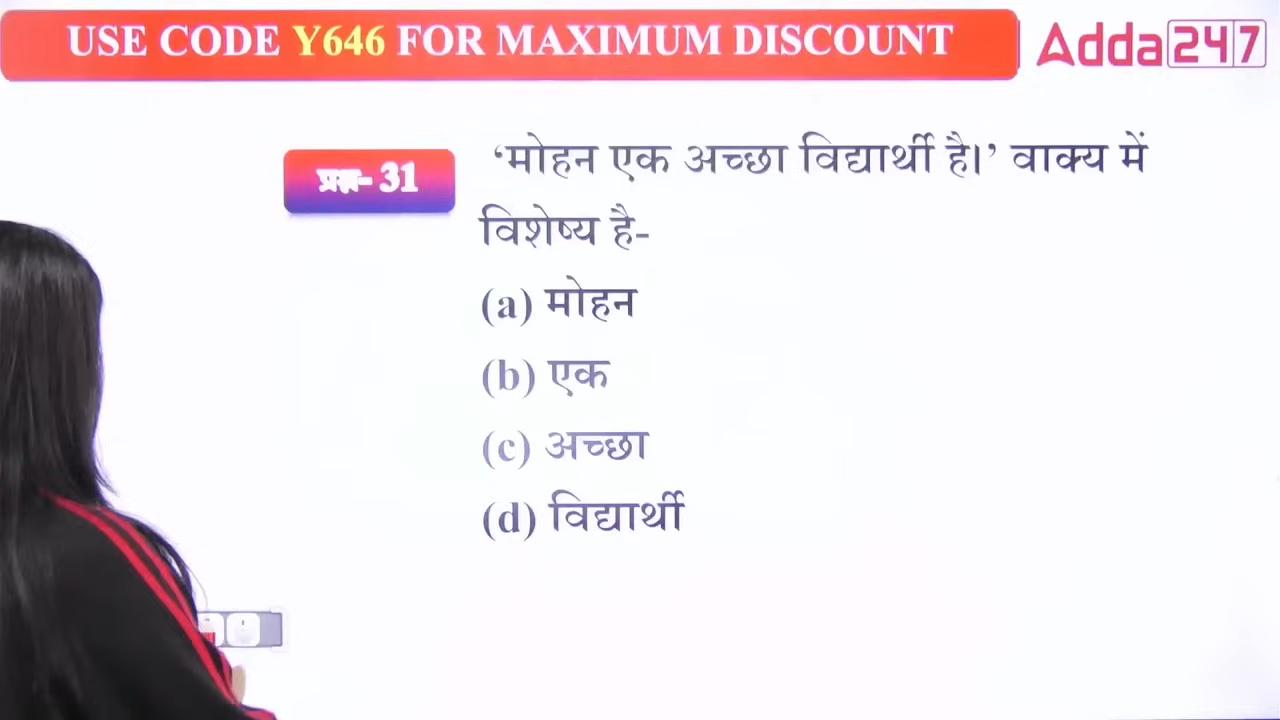 USE CODE Y646 FOR MAXIMUM DISCOUNT
Adda247
प्रश्न- 31
‘मोहन एक अच्छा विद्यार्थी है।’ वाक्य में
विशेष्य है-
(a) मोहन
(b) एक
(c) अच्छा
(d) विद्यार्थी